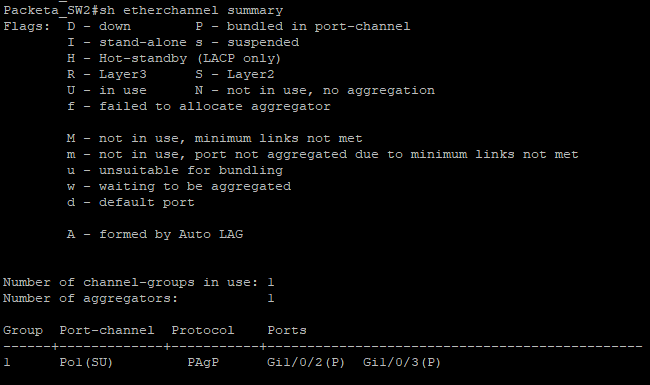 Packeta_SW2#sh etherchannel summary
Flags:  D - down        P - bundled in port-channel
        I - stand-alone s - suspended
        H - Hot-standby (LACP only)
        R - Layer3      S - Layer2
        U - in use      N - not in use, no aggregation
        f - failed to allocate aggregator

        M - not in use, minimum links not met
        m - not in use, port not aggregated due to minimum links not met
        u - unsuitable for bundling
        w - waiting to be aggregated
        d - default port

        A - formed by Auto LAG


Number of channel-groups in use: 1
Number of aggregators:           1

Group  Port-channel  Protocol    Ports
------+-------------+-----------+-----------------------------------------------
1      Po1(SU)         PAgP      Gi1/0/2(P)  Gi1/0/3(P)